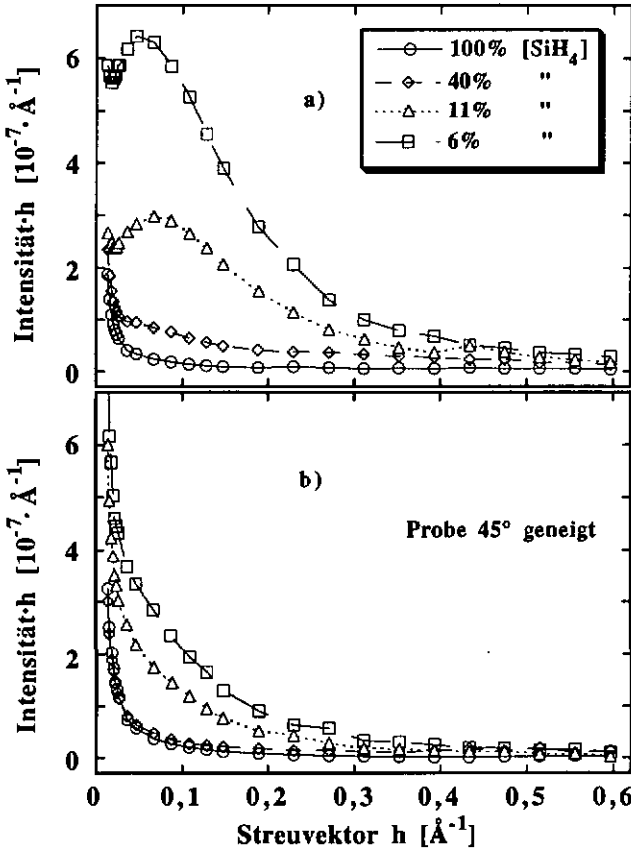 Intensität·h [10⁻⁷· Å⁻¹]
6
4
2
0
a)
100% [SiH₄]
40% "
11% "
6% "
Intensität·h [10⁻⁷· Å⁻¹]
6
4
2
0
b)
Probe 45° geneigt
0 0,1 0,2 0,3 0,4 0,5 0,6
Streuvektor h [Å⁻¹]